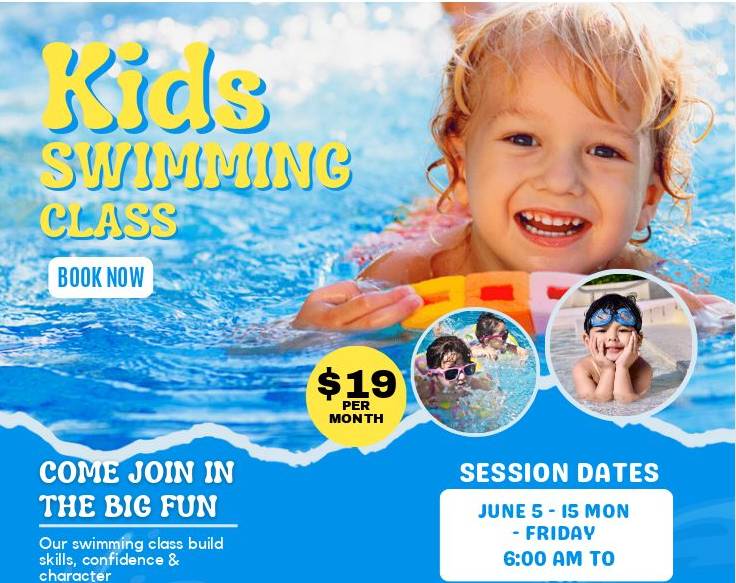 Kids
SWIMMING
CLASS
BOOK NOW
$19
PER
MONTH
COME JOIN IN
THE BIG FUN
Our swimming class build
skills, confidence &
character
SESSION DATES
JUNE 5 - 15 MON
- FRIDAY
6:00 AM TO